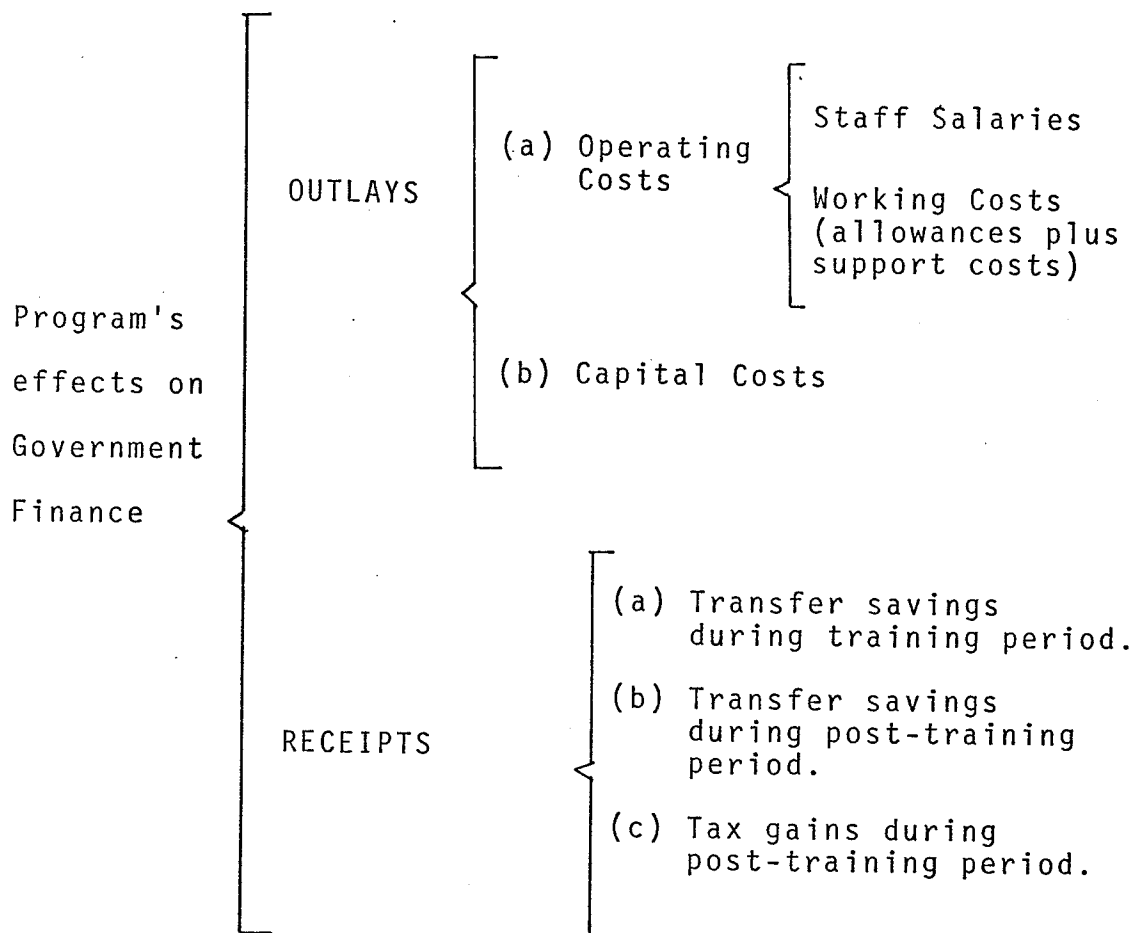 Program's
effects on
Government
Finance
OUTLAYS
(a) Operating
Costs
Staff Salaries
Working Costs
(allowances plus
support costs)
(b) Capital Costs
RECEIPTS
(a) Transfer savings
during training period.
(b) Transfer savings
during post-training
period.
(c) Tax gains during
post-training period.